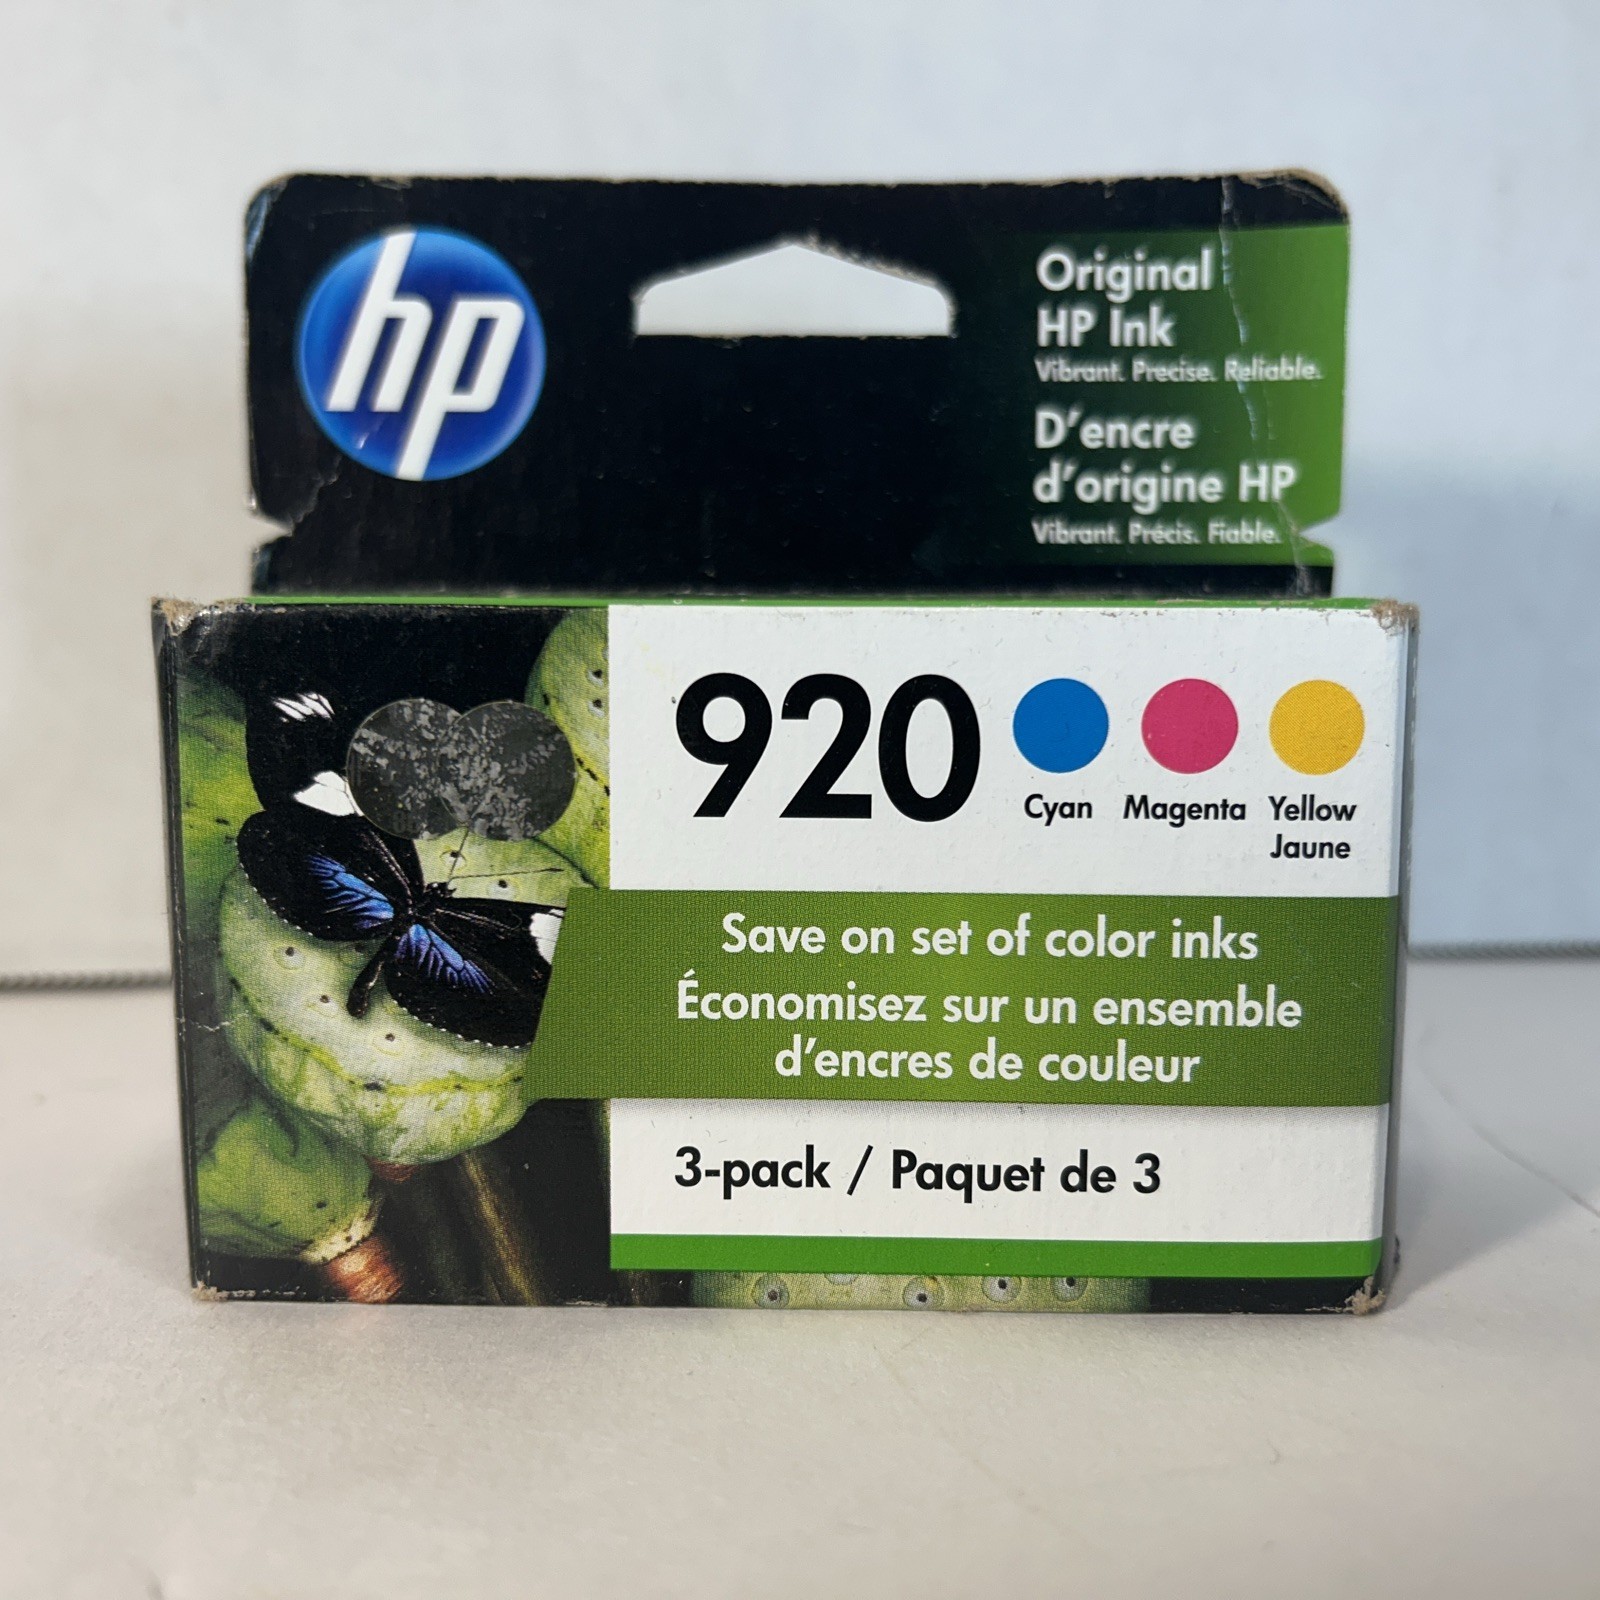 hp
Original
HP Ink
Vibrant. Precise. Reliable.
D'encre
d'origine HP
Vibrant. Précis. Fiable.
920
Cyan
Magenta
Yellow
Jaune
Save on set of color inks
Économisez sur un ensemble
d'encres de couleur
3-pack / Paquet de 3